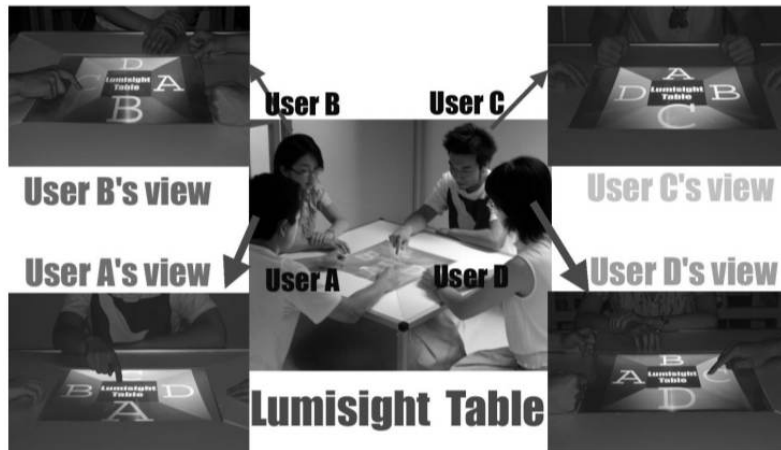 D
C Lumisight A
Table
B
User B's view
User B
User C
A
D Lumisight B
Table
C
User C's view
User A's view
User A
User D
User D's view
C
B Lumisight D
Table
A
Lumisight Table
B
A Lumisight C
Table
D